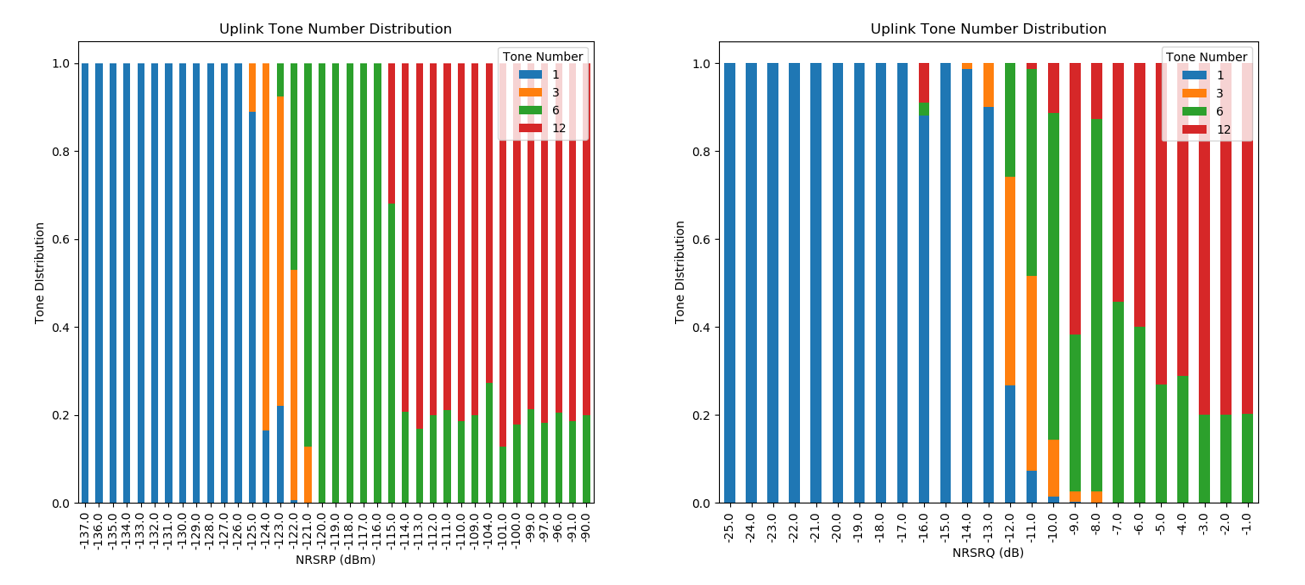 Uplink Tone Number Distribution
Tone Number
1
3
6
12
1.0
0.8
0.6
0.4
0.2
0.0
Tone Distribution
-137.0 -136.0 -135.0 -134.0 -133.0 -132.0 -131.0 -130.0 -129.0 -128.0 -127.0 -126.0 -125.0 -124.0 -123.0 -122.0 -121.0 -120.0 -119.0 -118.0 -117.0 -116.0 -115.0 -114.0 -113.0 -112.0 -111.0 -110.0 -109.0 -104.0 -101.0 -100.0 -99.0 -97.0 -96.0 -91.0 -90.0
NRSRP (dBm)
Uplink Tone Number Distribution
Tone Number
1
3
6
12
1.0
0.8
0.6
0.4
0.2
0.0
Tone DIstribution
-25.0 -24.0 -23.0 -22.0 -21.0 -20.0 -19.0 -18.0 -17.0 -16.0 -15.0 -14.0 -13.0 -12.0 -11.0 -10.0 -9.0 -8.0 -7.0 -6.0 -5.0 -4.0 -3.0 -2.0 -1.0
NRSRQ (dB)